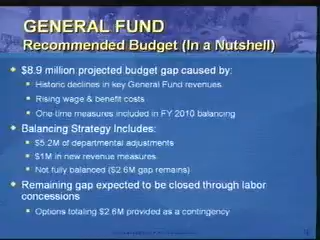 GENERAL FUND
Recommended Budget (In a Nutshell)
$8.9 million projected budget gap caused by:
Historic declines in key General Fund revenues
Rising wage & benefit costs
One-time measures included in FY 2010 balancing
Balancing Strategy Includes:
$5.2M of departmental adjustments
$1M in new revenue measures
Not fully balanced ($2.6M gap remains)
Remaining gap expected to be closed through labor
concessions
Options totaling $2.6M provided as a contingency